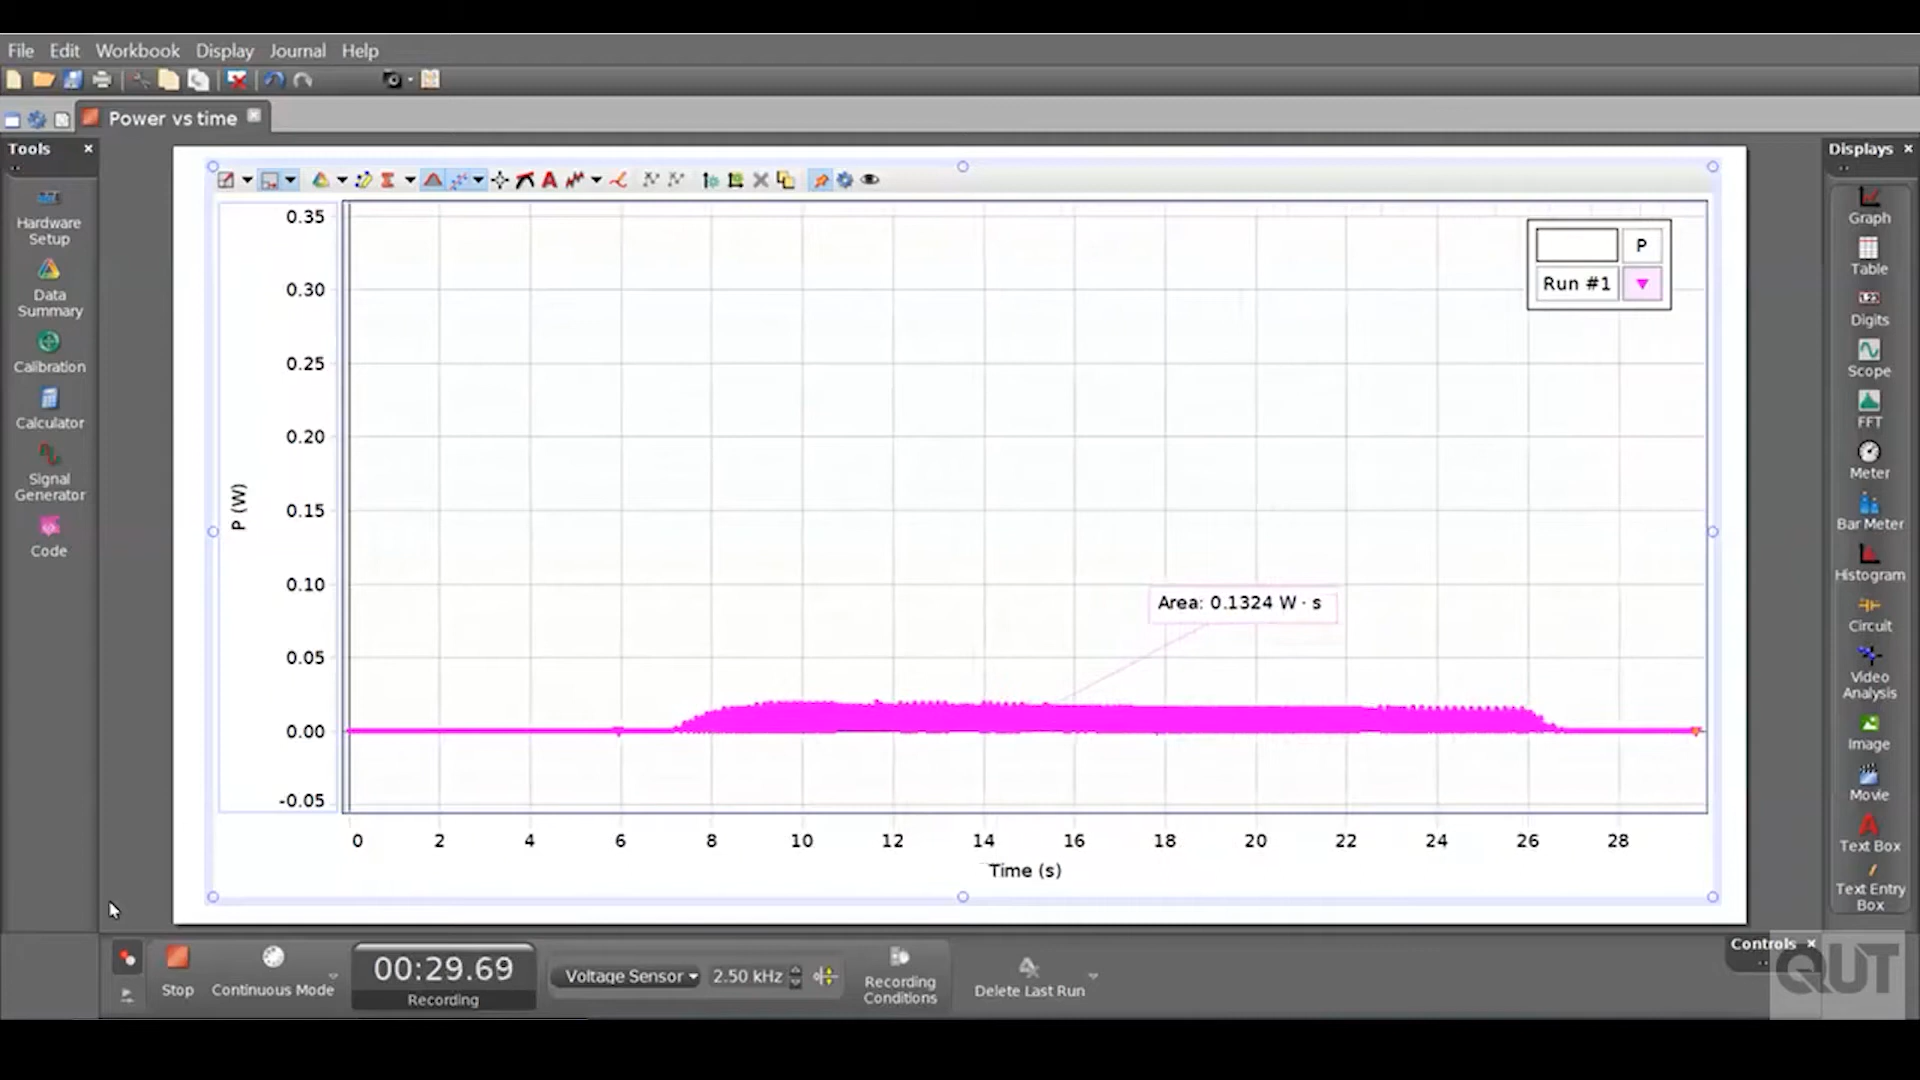 File Edit Workbook Display Journal Help
Power vs time
Tools
Hardware
Setup
Data
Summary
Calibration
Calculator
Signal
Generator
Code
0.35
0.30
0.25
0.20
0.15
0.10
0.05
0.00
-0.05
P (W)
P
Run #1
Area: 0.1324 W · s
0 2 4 6 8 10 12 14 16 18 20 22 24 26 28
Time (s)
Displays
Graph
Table
1.23
Digits
Scope
FFT
Meter
Bar Meter
Histogram
Circuit
Video
Analysis
Image
Movie
Text Box
Text Entry
Box
Stop
Continuous Mode
00:29.69
Recording
Voltage Sensor
2.50 kHz
Recording
Conditions
Delete Last Run
Controls
QUT